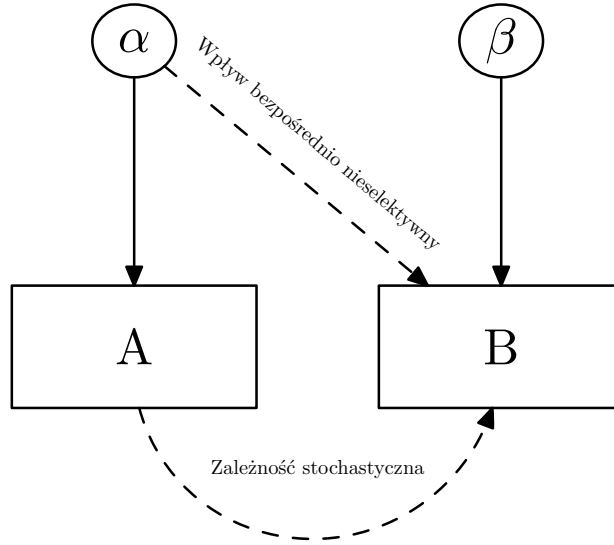 α
β
Wpływ bezpośrednio nieselektywny
A
B
Zależność stochastyczna